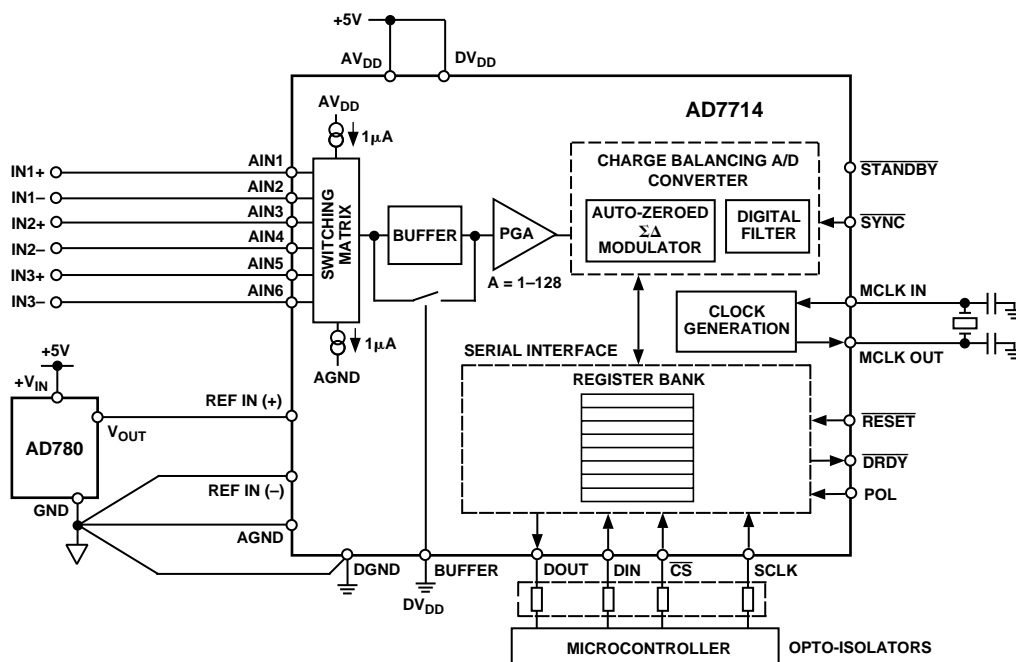 +5V
AVDD
DVDD
AD7714
AVDD
1µA
AIN1
AIN2
AIN3
AIN4
AIN5
AIN6
IN1+
IN1–
IN2+
IN2–
IN3+
IN3–
SWITCHING
MATRIX
BUFFER
PGA
A = 1–128
CHARGE BALANCING A/D
CONVERTER
AUTO-ZEROED
ΣΔ
MODULATOR
DIGITAL
FILTER
STANDBY
SYNC
1µA
AGND
CLOCK
GENERATION
MCLK IN
MCLK OUT
SERIAL INTERFACE
REGISTER BANK
RESET
DRDY
POL
+5V
+VIN
AD780
VOUT
GND
REF IN (+)
REF IN (–)
AGND
DGND
BUFFER
DVDD
DOUT
DIN
CS
SCLK
MICROCONTROLLER
OPTO-ISOLATORS